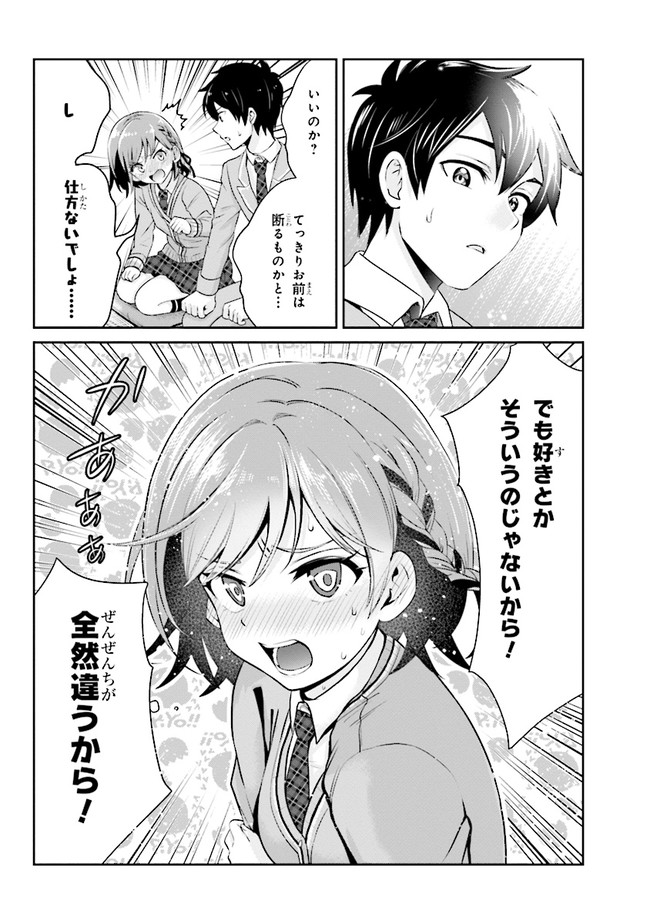 いいのか?
てっきりお前は
断るものかと…
し
仕方ないでしょ……
でも好きとか
そういうのじゃないから!
かあぁぁ
全然違うから!
P.Yo!!